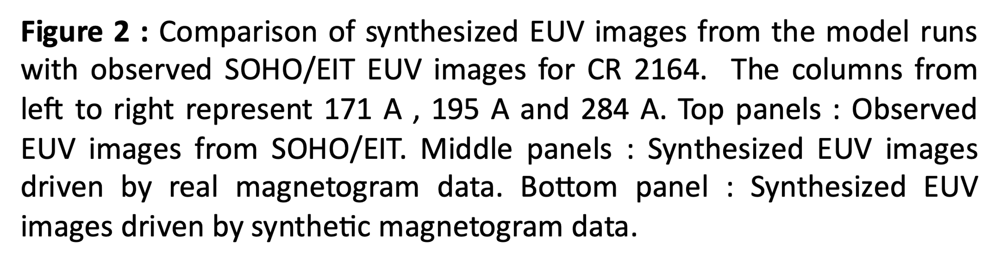 Figure 2 : Comparison of synthesized EUV images from the model runs
with observed SOHO/EIT EUV images for CR 2164.  The columns from
left to right represent 171 A , 195 A and 284 A. Top panels : Observed
EUV images from SOHO/EIT. Middle panels : Synthesized EUV images
driven by real magnetogram data. Bottom panel : Synthesized EUV
images driven by synthetic magnetogram data.